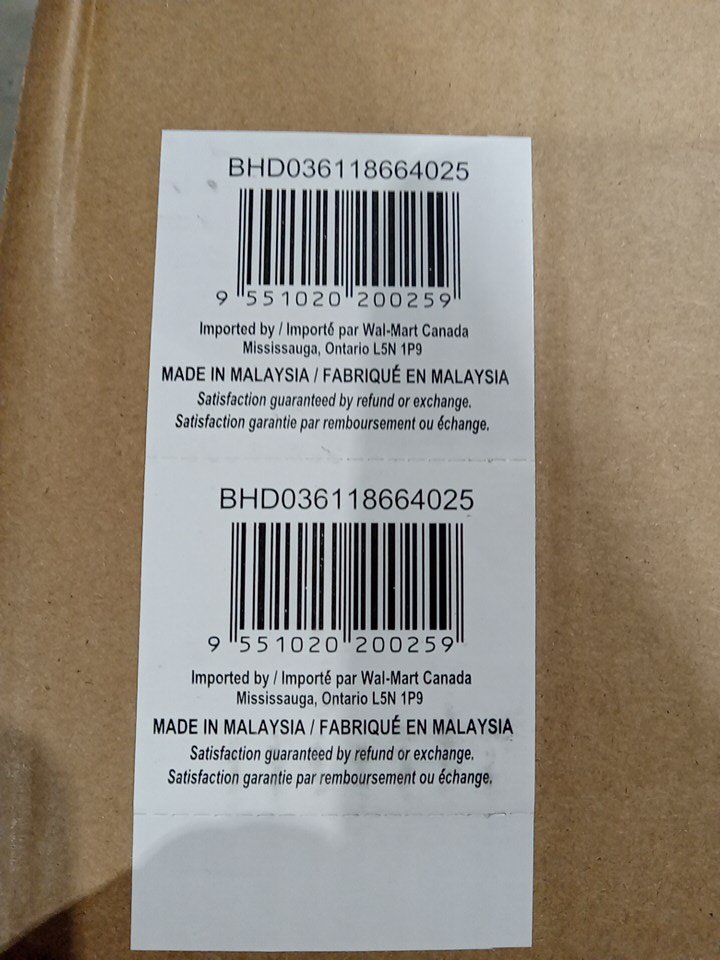 BHD036118664025
9 551020 200259
Imported by / Importé par Wal-Mart Canada
Mississauga, Ontario L5N 1P9
MADE IN MALAYSIA / FABRIQUÉ EN MALAYSIA
Satisfaction guaranteed by refund or exchange.
Satisfaction garantie par remboursement ou échange.
BHD036118664025
9 551020 200259
Imported by / Importé par Wal-Mart Canada
Mississauga, Ontario L5N 1P9
MADE IN MALAYSIA / FABRIQUÉ EN MALAYSIA
Satisfaction guaranteed by refund or exchange.
Satisfaction garantie par remboursement ou échange.